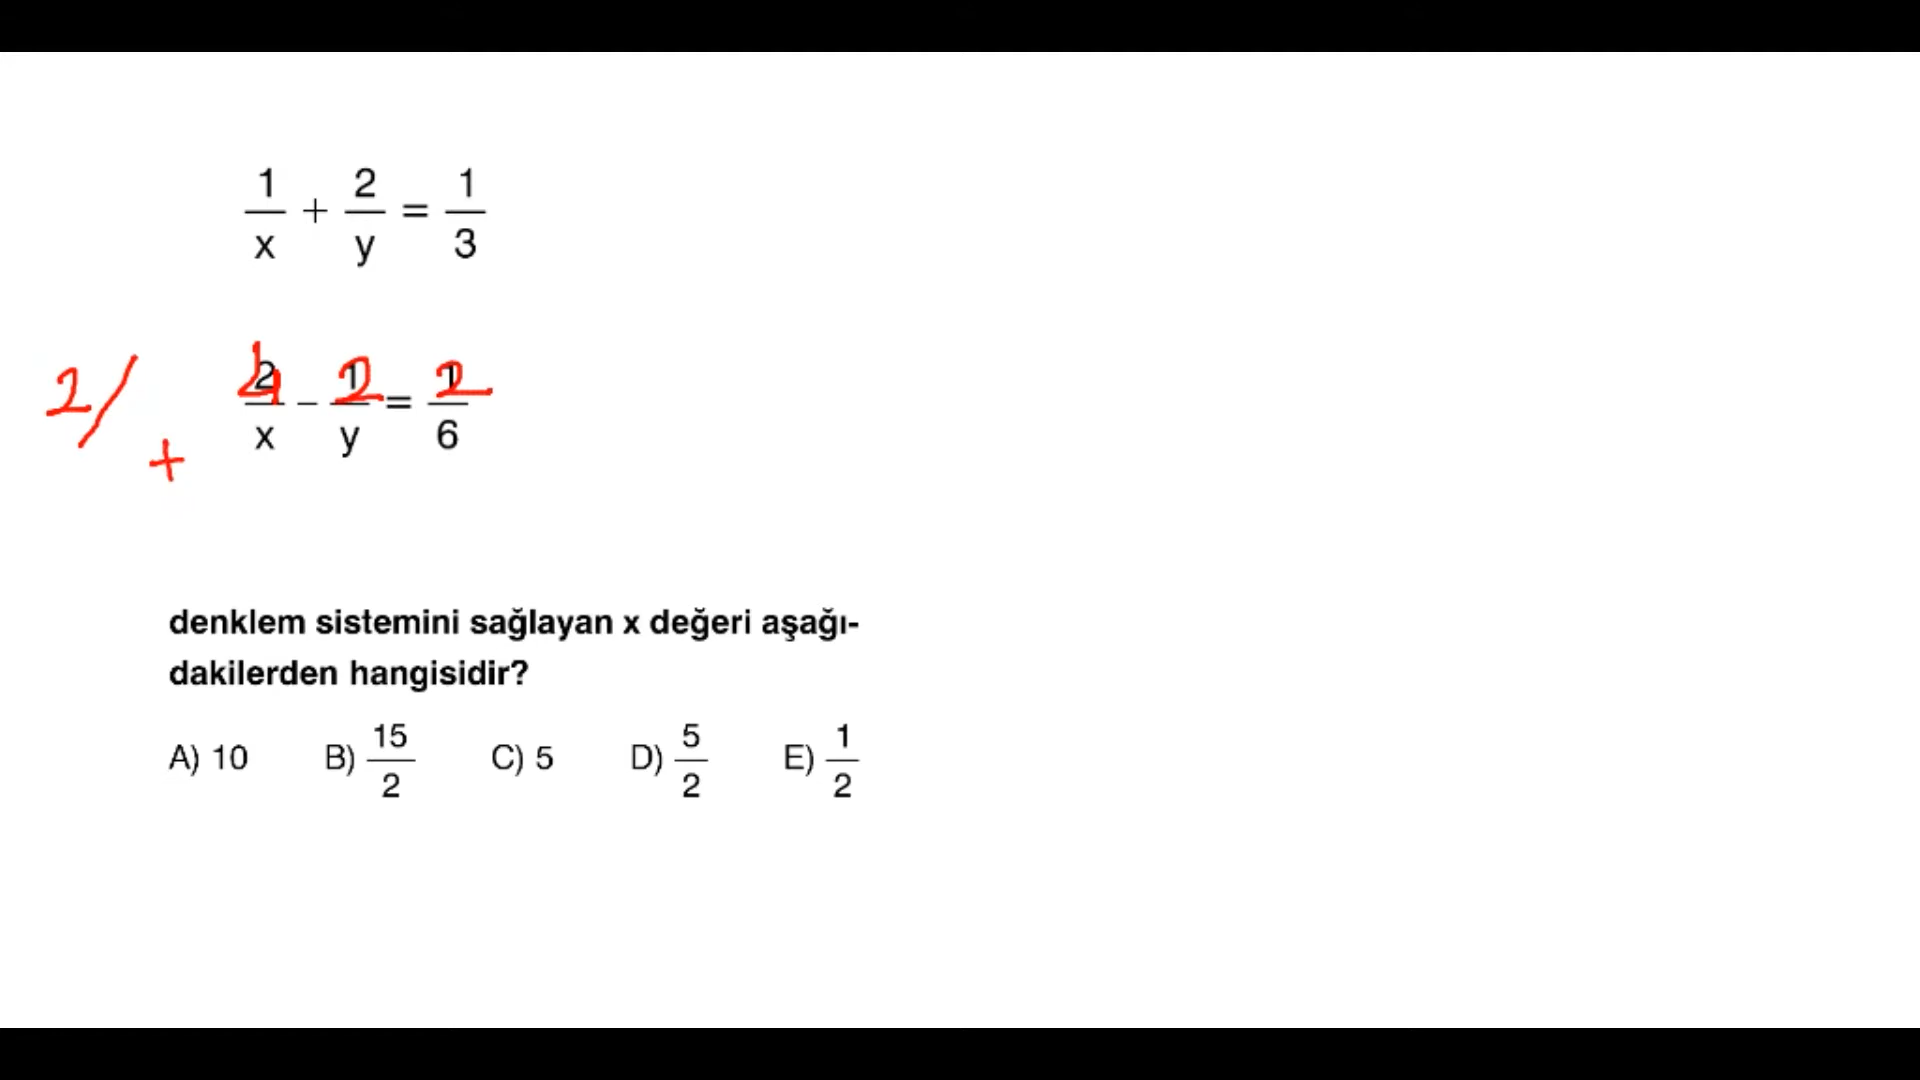 1/x + 2/y = 1/3
2/ 2/x - 1/y = 1/6
4 2 2
+
denklem sistemini sağlayan x değeri aşağı-
dakilerden hangisidir?
A) 10 B) 15/2 C) 5 D) 5/2 E) 1/2